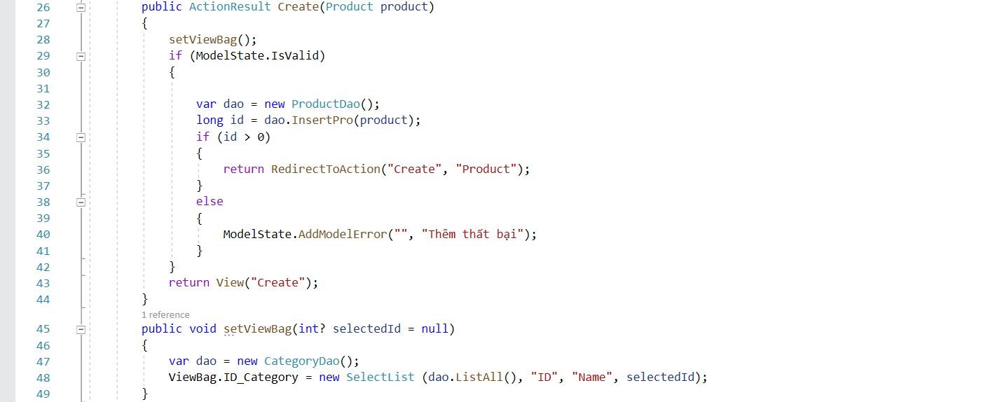 26 public ActionResult Create(Product product)
27 {
28 setViewBag();
29 if (ModelState.IsValid)
30 {
31
32 var dao = new ProductDao();
33 long id = dao.InsertPro(product);
34 if (id > 0)
35 {
36 return RedirectToAction("Create", "Product");
37 }
38 else
39 {
40 ModelState.AddModelError("", "Thêm thất bại");
41 }
42 }
43 return View("Create");
44 }
1 reference
45 public void setViewBag(int? selectedId = null)
46 {
47 var dao = new CategoryDao();
48 ViewBag.ID_Category = new SelectList (dao.ListAll(), "ID", "Name", selectedId);
49 }